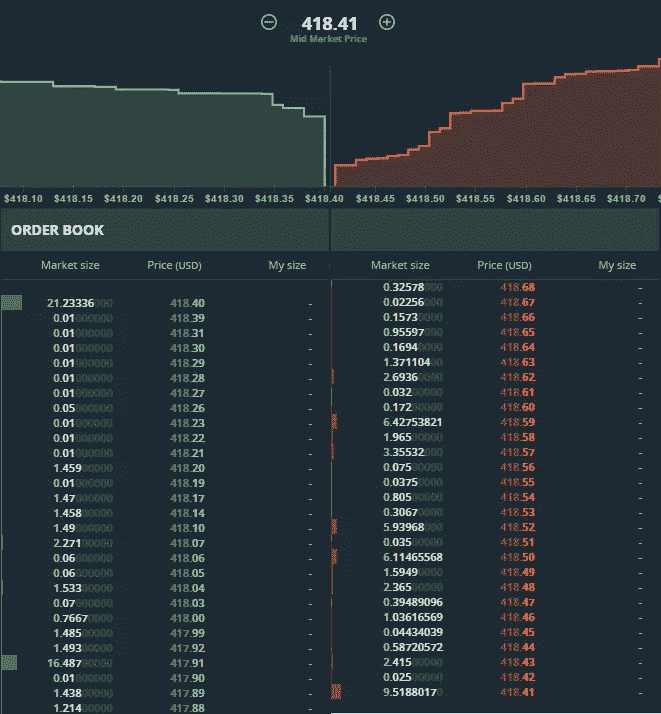 418.41
Mid Market Price
$418.10 $418.15 $418.20 $418.25 $418.30 $418.35 $418.40 $418.45 $418.50 $418.55 $418.60 $418.65 $418.70
ORDER BOOK
Market size Price (USD) My size
21.23336000 418.40 -
0.01000000 418.39 -
0.01000000 418.31 -
0.01000000 418.30 -
0.01000000 418.29 -
0.01000000 418.28 -
0.01000000 418.27 -
0.05000000 418.26 -
0.01000000 418.23 -
0.01000000 418.22 -
0.01000000 418.21 -
1.45900000 418.20 -
0.01000000 418.19 -
1.47000000 418.17 -
1.45800000 418.14 -
1.49000000 418.10 -
2.27100000 418.07 -
0.06000000 418.06 -
0.06000000 418.05 -
1.53300000 418.04 -
0.07000000 418.03 -
0.76670000 418.00 -
1.48500000 417.99 -
1.49300000 417.92 -
16.48700000 417.91 -
0.01000000 417.90 -
1.43800000 417.89 -
1.21400000 417.88 -
Market size Price (USD) My size
0.32578000 418.68 -
0.02256000 418.67 -
0.15730000 418.66 -
0.95597000 418.65 -
0.16940000 418.64 -
1.37110400 418.63 -
2.69360000 418.62 -
0.03200000 418.61 -
0.17200000 418.60 -
6.42753821 418.59 -
1.96500000 418.58 -
3.35532000 418.57 -
0.07500000 418.56 -
0.03750000 418.55 -
0.80500000 418.54 -
0.30670000 418.53 -
5.93968000 418.52 -
0.03500000 418.51 -
6.11465568 418.50 -
1.59490000 418.49 -
2.36500000 418.48 -
0.39489096 418.47 -
1.03616569 418.46 -
0.04434039 418.45 -
0.58720572 418.44 -
2.41500000 418.43 -
0.02500000 418.42 -
9.51880170 418.41 -